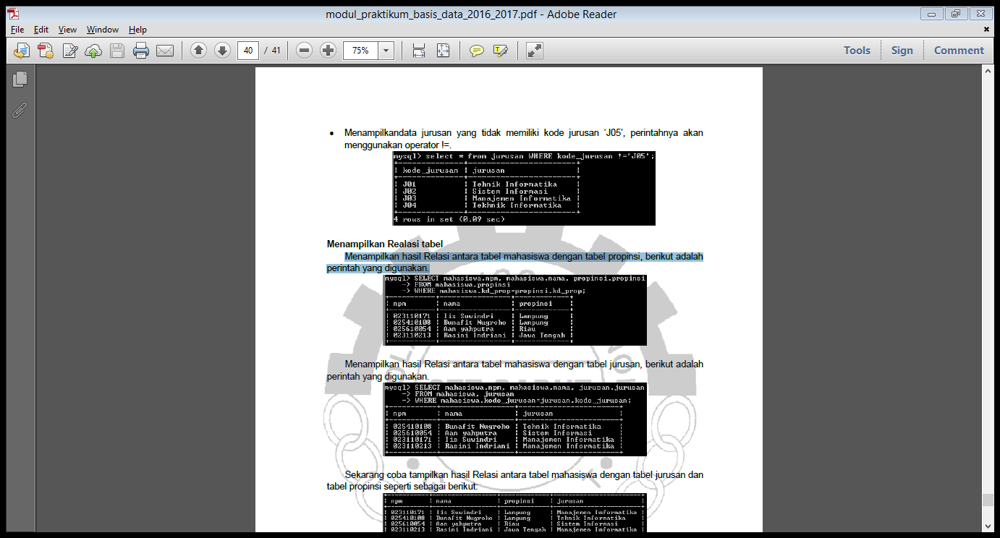 modul_praktikum_basis_data_2016_2017.pdf - Adobe Reader
File Edit View Window Help
40 / 41 75% Tools Sign Comment
• Menampilkandata jurusan yang tidak memiliki kode jurusan 'J05', perintahnya akan
menggunakan operator !=.
mysql> select * from jurusan WHERE kode_jurusan !='J05';
| kode_jurusan | jurusan |
| J01 | Tehnik Informatika |
| J02 | Sistem Informasi |
| J03 | Manajemen Informatika |
| J04 | Tekhnik Informatika |
4 rows in set (0.09 sec)
Menampilkan Realasi tabel
Menampilkan hasil Relasi antara tabel mahasiswa dengan tabel propinsi, berikut adalah
perintah yang digunakan.
mysql> SELECT mahasiswa.npm, mahasiswa.nama, propinsi.propinsi
-> FROM mahasiswa,propinsi
-> WHERE mahasiswa.kd_prop=propinsi.kd_prop;
| npm | nama | propinsi |
| 023110171 | Iis Suwindri | Lampung |
| 025410108 | Bunafit Nugroho | Lampung |
| 025610054 | Aan yahputra | Riau |
| 023110213 | Rasini Indriani | Jawa Tengah |
Menampilkan hasil Relasi antara tabel mahasiswa dengan tabel jurusan, berikut adalah
perintah yang digunakan.
mysql> SELECT mahasiswa.npm, mahasiswa.nama, jurusan.jurusan
-> FROM mahasiswa, jurusan
-> WHERE mahasiswa.kode_jurusan=jurusan.kode_jurusan;
| npm | nama | jurusan |
| 025410108 | Bunafit Nugroho | Tehnik Informatika |
| 025610054 | Aan yahputra | Sistem Informasi |
| 023110171 | Iis Suwindri | Manajemen Informatika |
| 023110213 | Rasini Indriani | Manajemen Informatika |
Sekarang coba tampilkan hasil Relasi antara tabel mahasiswa dengan tabel jurusan dan
tabel propinsi seperti sebagai berikut:
| npm | nama | propinsi | jurusan |
| 023110171 | Iis Suwindri | Lampung | Manajemen Informatika |
| 025410108 | Bunafit Nugroho | Lampung | Tehnik Informatika |
| 025610054 | Aan yahputra | Riau | Sistem Informasi |
| 023110213 | Rasini Indriani | Jawa Tengah | Manajemen Informatika |